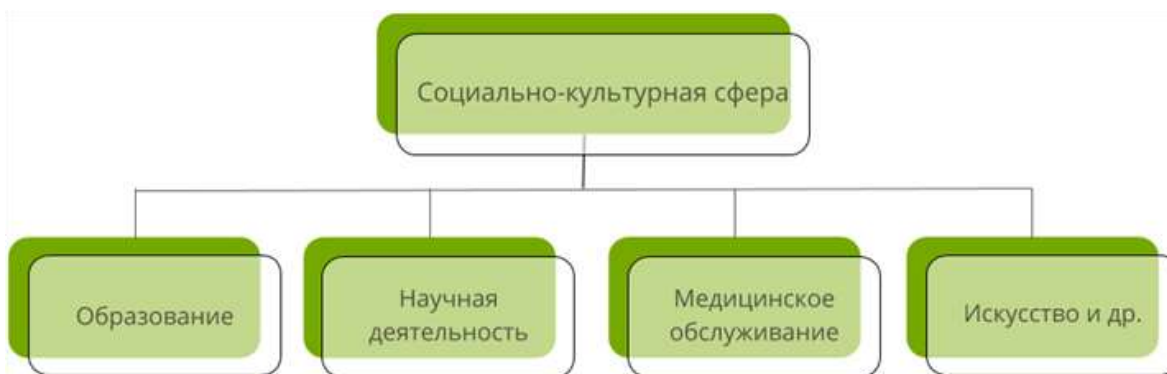 Социально-культурная сфера
Образование
Научная
деятельность
Медицинское
обслуживание
Искусство и др.